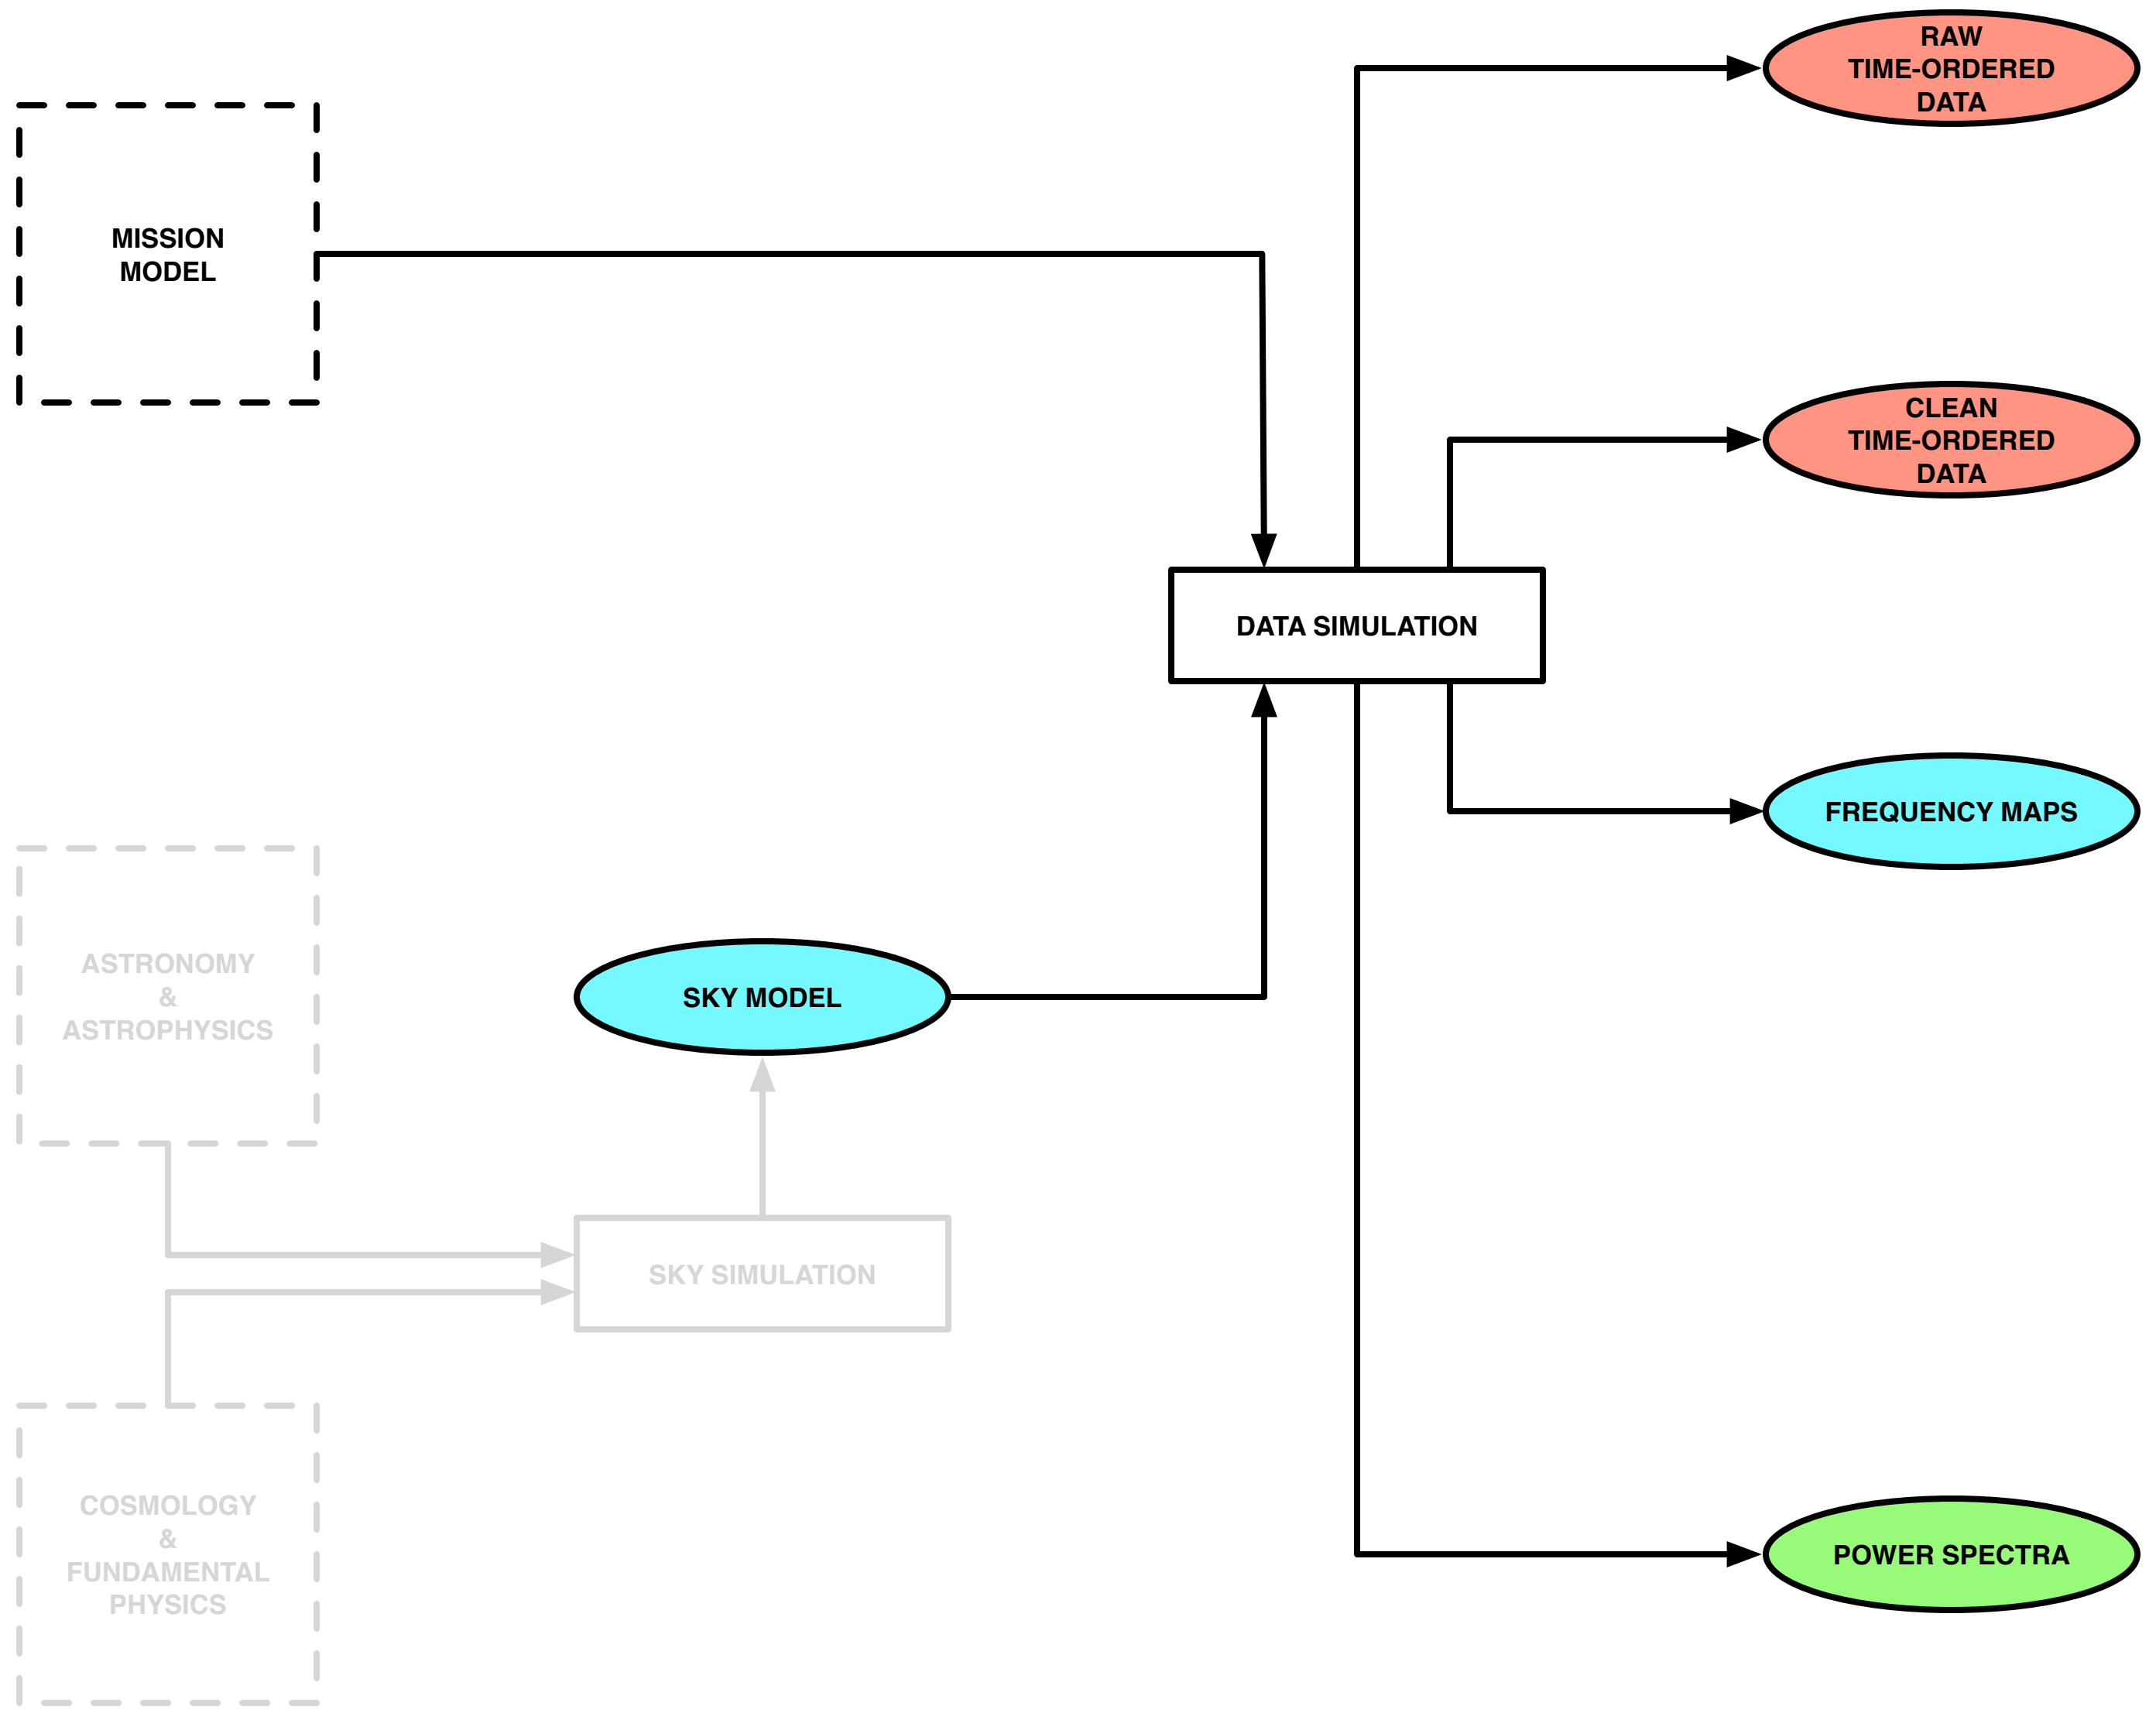 RAW
TIME-ORDERED
DATA
MISSION
MODEL
CLEAN
TIME-ORDERED
DATA
DATA SIMULATION
FREQUENCY MAPS
ASTRONOMY
&
ASTROPHYSICS
SKY MODEL
SKY SIMULATION
COSMOLOGY
&
FUNDAMENTAL
PHYSICS
POWER SPECTRA